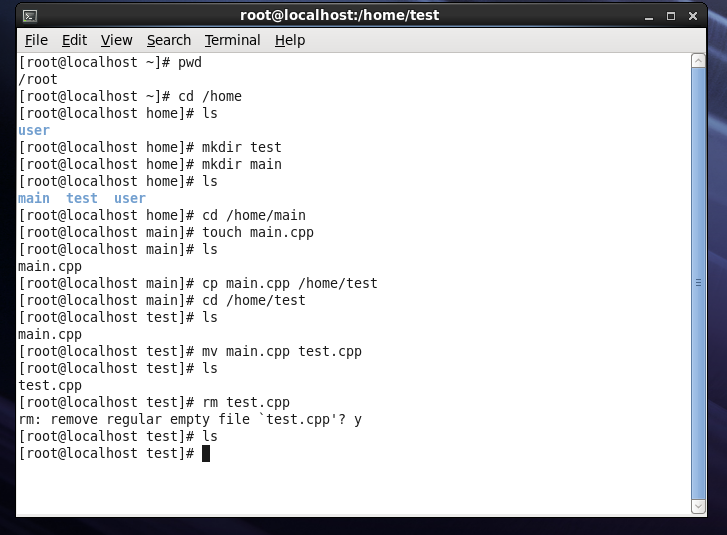 root@localhost:/home/test
File Edit View Search Terminal Help
[root@localhost ~]# pwd
/root
[root@localhost ~]# cd /home
[root@localhost home]# ls
user
[root@localhost home]# mkdir test
[root@localhost home]# mkdir main
[root@localhost home]# ls
main  test  user
[root@localhost home]# cd /home/main
[root@localhost main]# touch main.cpp
[root@localhost main]# ls
main.cpp
[root@localhost main]# cp main.cpp /home/test
[root@localhost main]# cd /home/test
[root@localhost test]# ls
main.cpp
[root@localhost test]# mv main.cpp test.cpp
[root@localhost test]# ls
test.cpp
[root@localhost test]# rm test.cpp
rm: remove regular empty file `test.cpp'? y
[root@localhost test]# ls
[root@localhost test]#